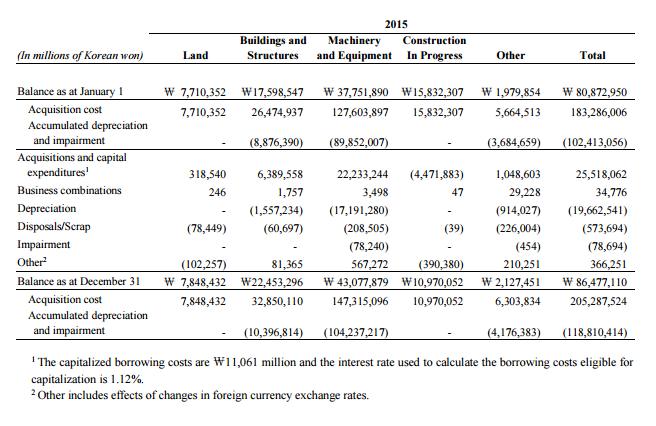 2015
Buildings and Machinery Construction
(In millions of Korean won) Land Structures and Equipment In Progress Other Total
Balance as at January 1 ₩ 7,710,352 ₩17,598,547 ₩ 37,751,890 ₩15,832,307 ₩ 1,979,854 ₩ 80,872,950
Acquisition cost 7,710,352 26,474,937 127,603,897 15,832,307 5,664,513 183,286,006
Accumulated depreciation
and impairment - (8,876,390) (89,852,007) - (3,684,659) (102,413,056)
Acquisitions and capital
expenditures¹ 318,540 6,389,558 22,233,244 (4,471,883) 1,048,603 25,518,062
Business combinations 246 1,757 3,498 47 29,228 34,776
Depreciation - (1,557,234) (17,191,280) - (914,027) (19,662,541)
Disposals/Scrap (78,449) (60,697) (208,505) (39) (226,004) (573,694)
Impairment - - (78,240) - (454) (78,694)
Other² (102,257) 81,365 567,272 (390,380) 210,251 366,251
Balance as at December 31 ₩ 7,848,432 ₩22,453,296 ₩ 43,077,879 ₩10,970,052 ₩ 2,127,451 ₩ 86,477,110
Acquisition cost 7,848,432 32,850,110 147,315,096 10,970,052 6,303,834 205,287,524
Accumulated depreciation
and impairment - (10,396,814) (104,237,217) - (4,176,383) (118,810,414)
¹ The capitalized borrowing costs are ₩11,061 million and the interest rate used to calculate the borrowing costs eligible for
capitalization is 1.12%.
² Other includes effects of changes in foreign currency exchange rates.